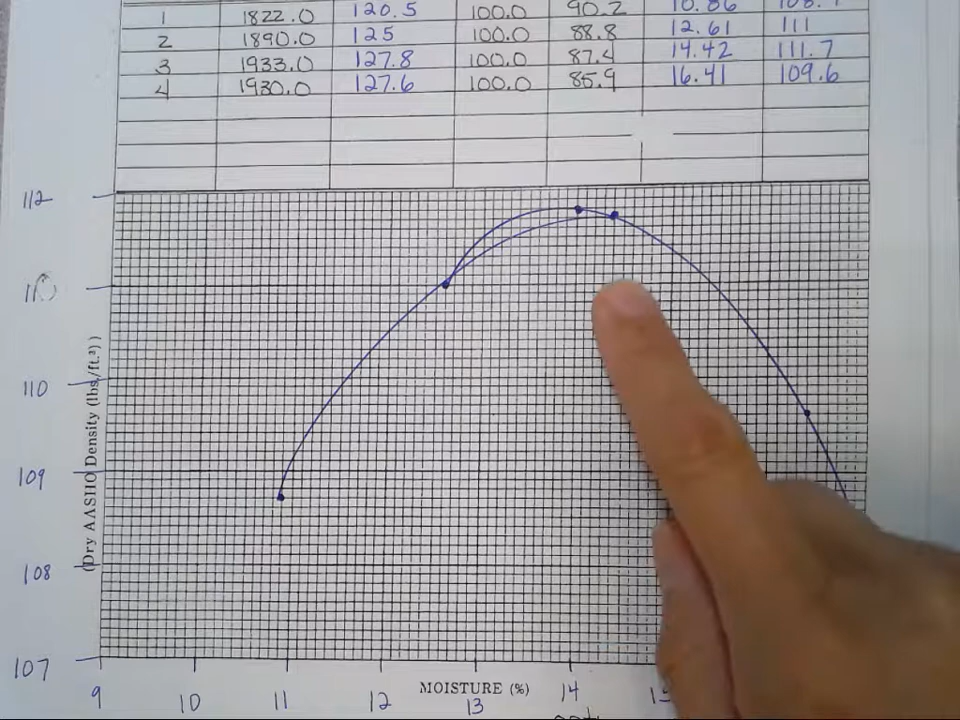 1 1822.0 120.5 100.0 90.2 10.86
2 1890.0 125 100.0 88.8 12.61 111
3 1933.0 127.8 100.0 87.4 14.42 111.7
4 1930.0 127.6 100.0 85.9 16.41 109.6
112
110
109
108
107
(Dry AASHO Density (lbs./ft.³))
9 10 11 12 13 14
MOISTURE (%)